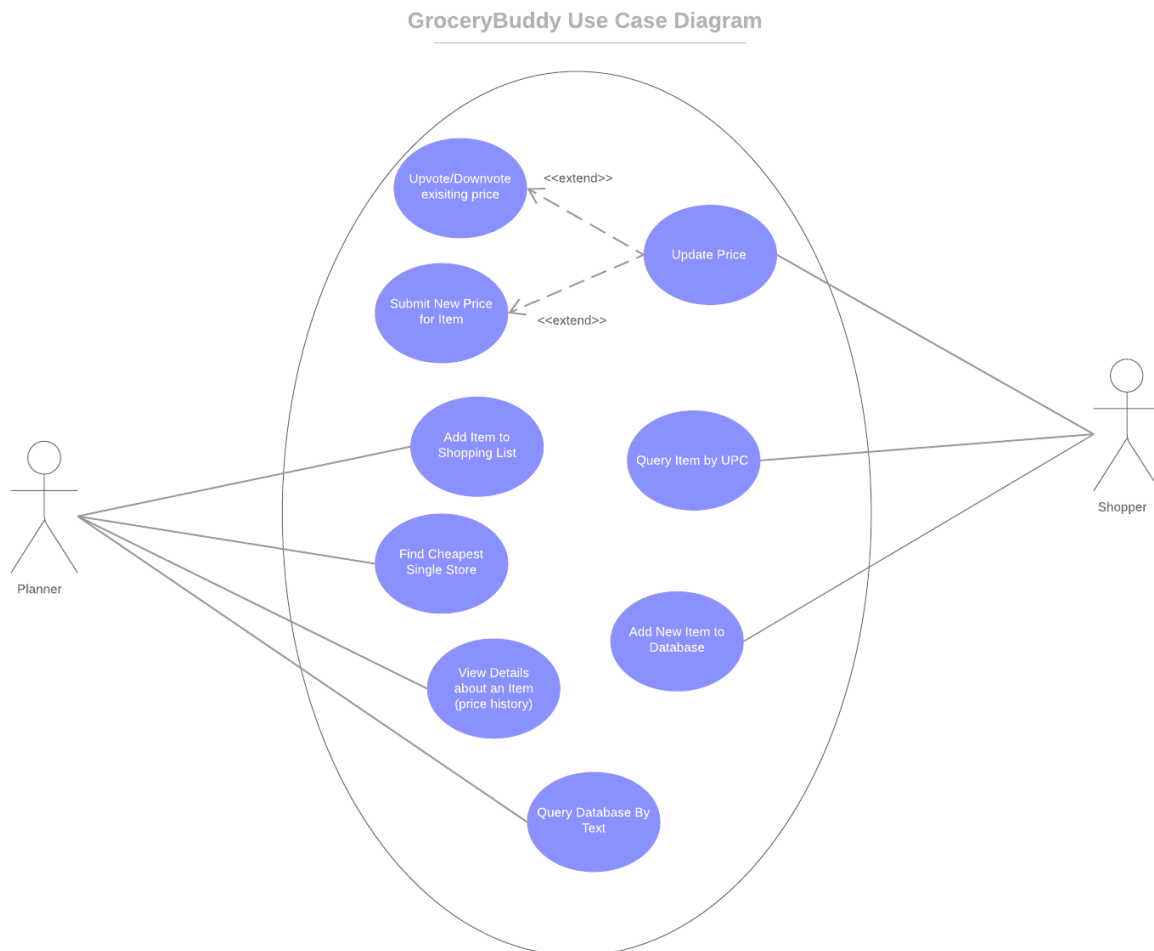 GroceryBuddy Use Case Diagram
Upvote/Downvote
exisiting price
<<extend>>
Update Price
Submit New Price
for Item
<<extend>>
Add Item to
Shopping List
Query Item by UPC
Shopper
Find Cheapest
Single Store
Planner
Add New Item to
Database
View Details
about an Item
(price history)
Query Database By
Text